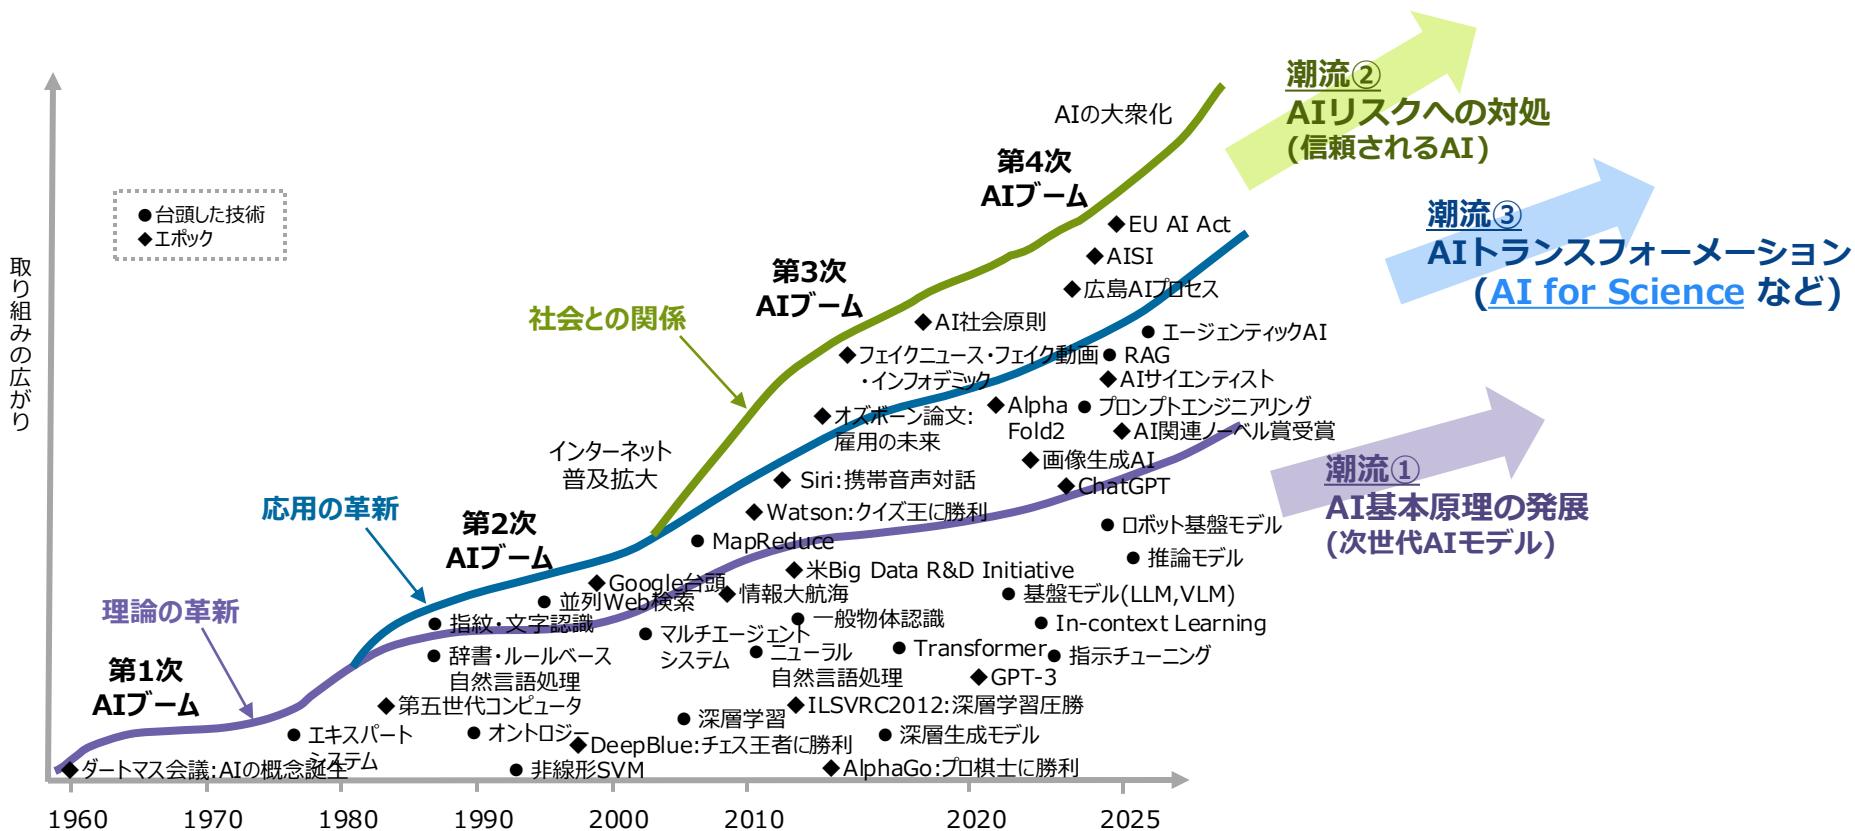 潮流②
AIリスクへの対処
(信頼されるAI)
潮流③
AIトランスフォーメーション
(AI for Science など)
潮流①
AI基本原理の発展
(次世代AIモデル)
取り組みの広がり
●台頭した技術
◆エポック
AIの大衆化
第4次
AIブーム
第3次
AIブーム
社会との関係
インターネット
普及拡大
応用の革新
第2次
AIブーム
理論の革新
第1次
AIブーム
◆EU AI Act
◆AISI
◆広島AIプロセス
◆AI社会原則
●エージェンティックAI
◆フェイクニュース・フェイク動画
・インフォデミック
●RAG
◆AIサイエンティスト
◆オズボーン論文:
雇用の未来
◆Alpha
Fold2
●プロンプトエンジニアリング
◆AI関連ノーベル賞受賞
◆画像生成AI
◆Siri:携帯音声対話
◆ChatGPT
◆Watson:クイズ王に勝利
●ロボット基盤モデル
●MapReduce
●推論モデル
◆米Big Data R&D Initiative
◆Google台頭
●並列Web検索
◆情報大航海
●基盤モデル(LLM,VLM)
●指紋・文字認識
●一般物体認識
●In-context Learning
●マルチエージェント
システム
●ニューラル
自然言語処理
●Transformer
●指示チューニング
●辞書・ルールベース
自然言語処理
◆GPT-3
◆第五世代コンピュータ
◆ILSVRC2012:深層学習圧勝
●深層学習
●エキスパート
システム
●オントロジー
◆DeepBlue:チェス王者に勝利
●深層生成モデル
◆ダートマス会議:AIの概念誕生
●非線形SVM
◆AlphaGo:プロ棋士に勝利
1960
1970
1980
1990
2000
2010
2020
2025